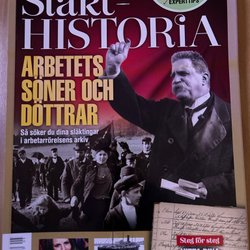 Släkt-
HISTORIA
EXPERTTIPS
ARBETETS
SÖNER OCH
DÖTTRAR
Så söker du dina släktingar
i arbetarrörelsens arkiv
Steg för steg